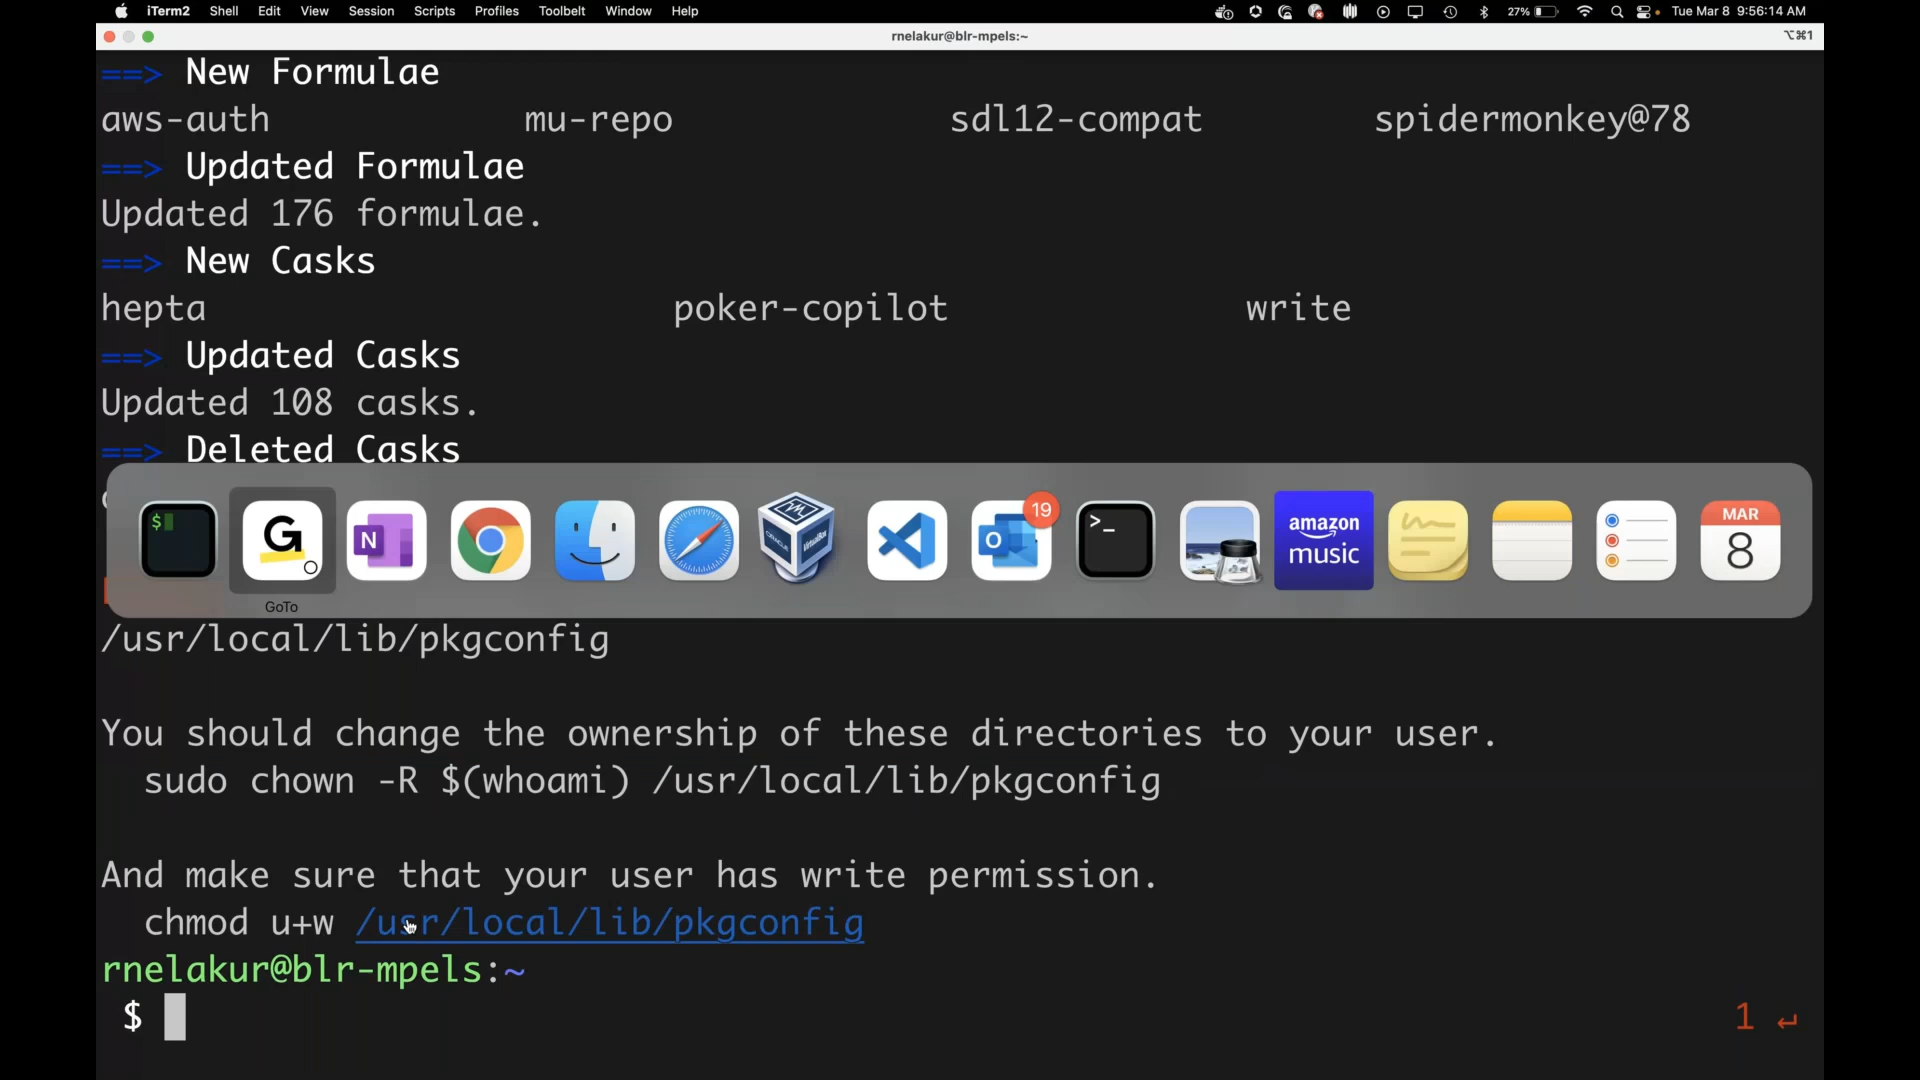 iTerm2 Shell Edit View Session Scripts Profiles Toolbelt Window Help 27% Tue Mar 8 9:56:14 AM
rnelakur@blr-mpels:~ ⌥⌘1
==> New Formulae
aws-auth mu-repo sdl12-compat spidermonkey@78
==> Updated Formulae
Updated 176 formulae.
==> New Casks
hepta poker-copilot write
==> Updated Casks
Updated 108 casks.
==> Deleted Casks
$ G N 19 >_ amazon music MAR 8
GoTo
/usr/local/lib/pkgconfig
You should change the ownership of these directories to your user.
sudo chown -R $(whoami) /usr/local/lib/pkgconfig
And make sure that your user has write permission.
chmod u+w /usr/local/lib/pkgconfig
rnelakur@blr-mpels:~
$ 1 ↵